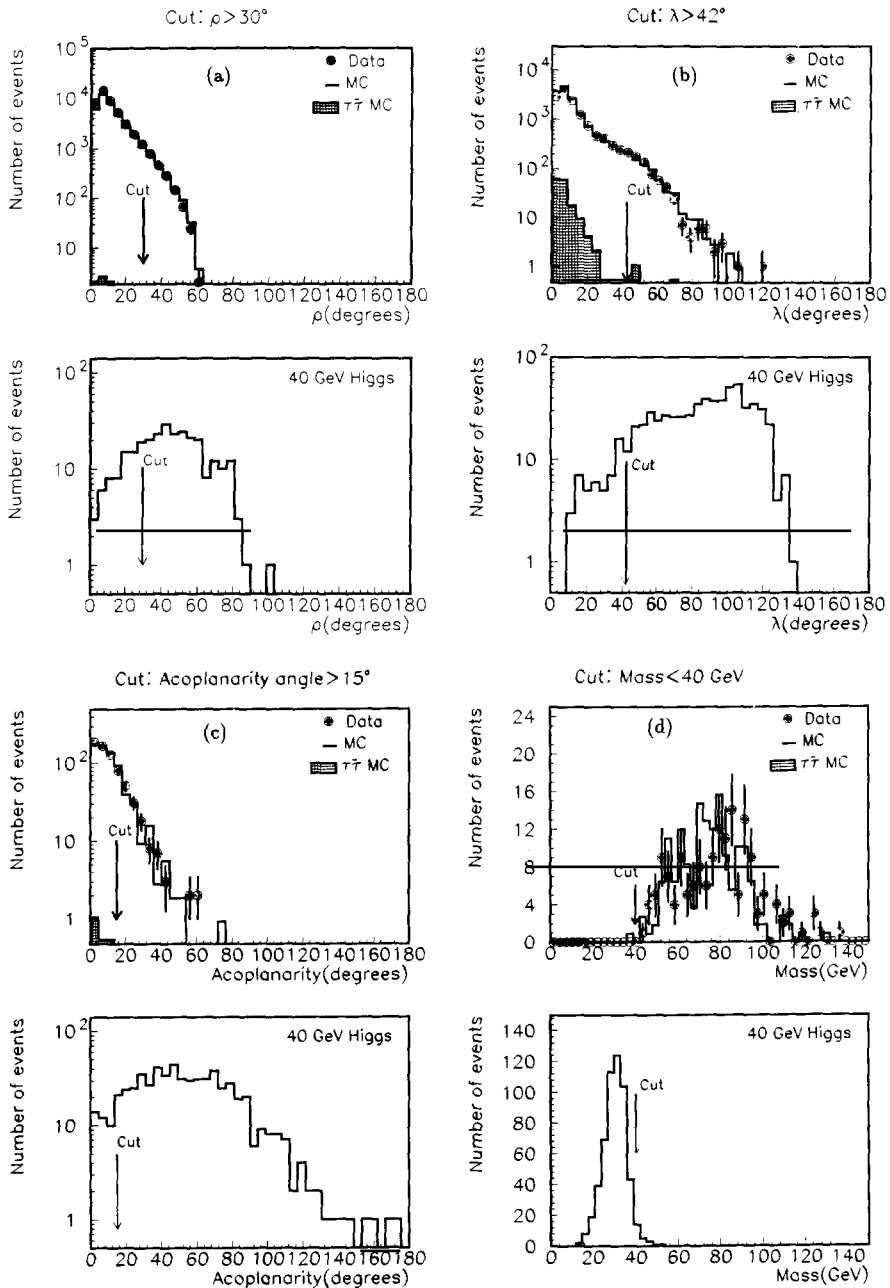 Cut: ρ>30°
Number of events
(a)
Data
MC
ττ̄ MC
10⁵
10⁴
10³
10²
10
Cut
0 20 40 60 80 100 120 140 160 180
ρ(degrees)
Number of events
40 GeV Higgs
10²
10
1
Cut
0 20 40 60 80 100 120 140 160 180
ρ(degrees)
Cut: λ>42°
Number of events
(b)
Data
MC
ττ̄ MC
10⁵
10⁴
10³
10²
10
1
Cut
0 20 40 60 80 100 120 140 160 180
λ(degrees)
Number of events
40 GeV Higgs
10²
10
1
Cut
0 20 40 60 80 100 120 140 160 180
λ(degrees)
Cut: Acoplanarity angle>15°
Number of events
(c)
Data
MC
ττ̄ MC
10²
10
1
Cut
0 20 40 60 80 100 120 140 160 180
Acoplanarity(degrees)
Number of events
40 GeV Higgs
10²
10
1
Cut
0 20 40 60 80 100 120 140 160 180
Acoplanarity(degrees)
Cut: Mass<40 GeV
Number of events
(d)
Data
MC
ττ̄ MC
24
20
16
12
8
4
0
Cut
0 20 40 60 80 100 120 140
Mass(GeV)
Number of events
40 GeV Higgs
140
120
100
80
60
40
20
0
Cut
0 20 40 60 80 100 120 140
Mass(GeV)